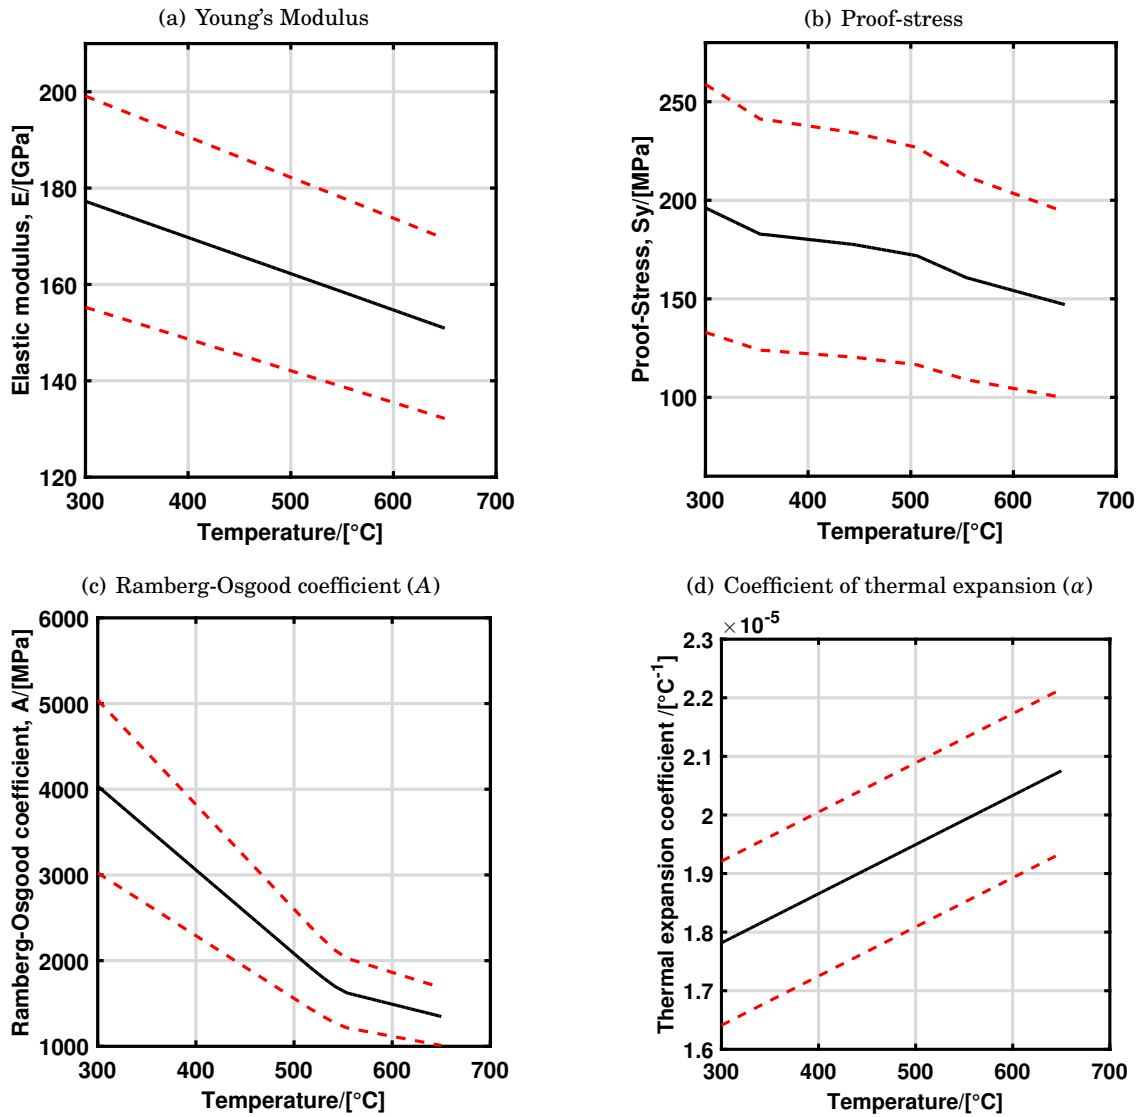 (a) Young's Modulus
Elastic modulus, E/[GPa]
200
180
160
140
120
300 400 500 600 700
Temperature/[°C]
(b) Proof-stress
Proof-Stress, Sy/[MPa]
250
200
150
100
300 400 500 600 700
Temperature/[°C]
(c) Ramberg-Osgood coefficient (A)
Ramberg-Osgood coefficient, A/[MPa]
6000
5000
4000
3000
2000
1000
300 400 500 600 700
Temperature/[°C]
(d) Coefficient of thermal expansion (α)
×10⁻⁵
Thermal expansion coefficient /[°C⁻¹]
2.3
2.2
2.1
2
1.9
1.8
1.7
1.6
300 400 500 600 700
Temperature/[°C]